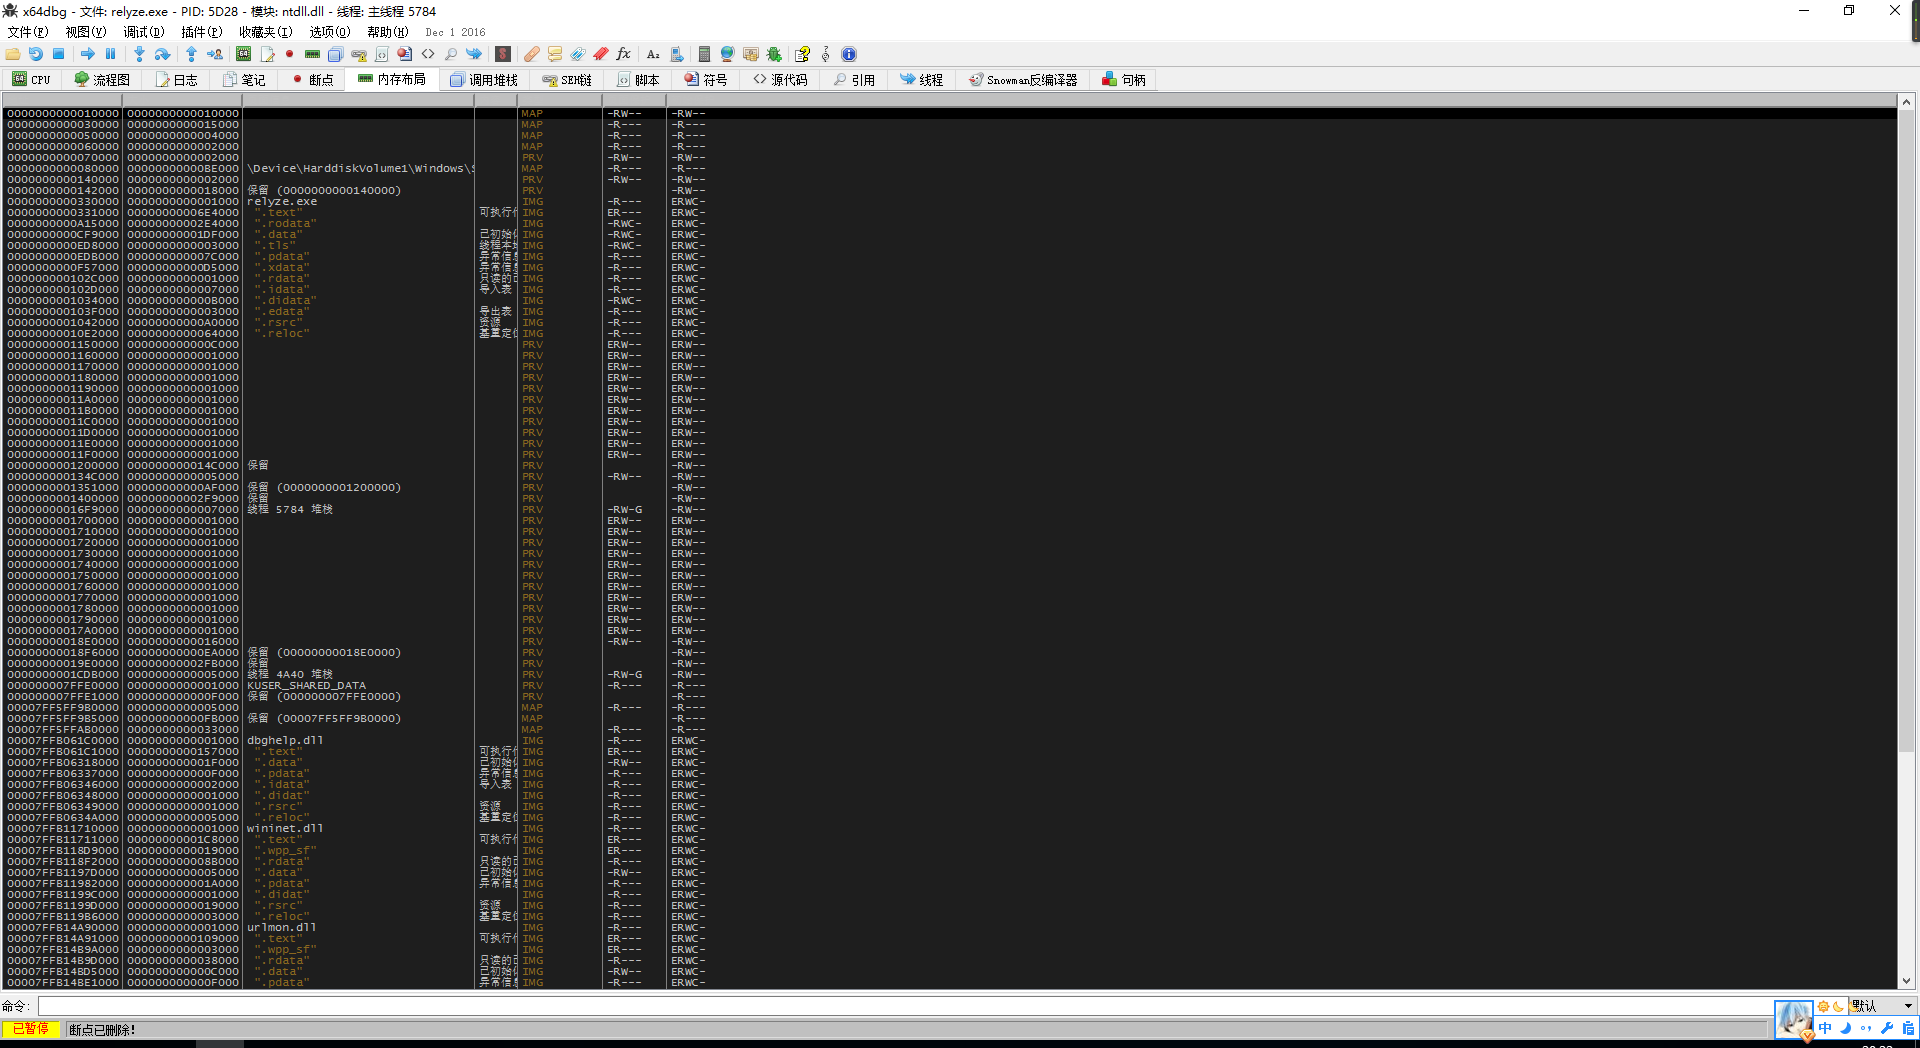 x64dbg - 文件: relyze.exe - PID: 5D28 - 模块: ntdll.dll - 线程: 主线程 5784
文件(F) 视图(V) 调试(D) 插件(P) 收藏夹(I) 选项(O) 帮助(H) Dec 1 2016
CPU 流程图 日志 笔记 断点 内存布局 调用堆栈 SEH链 脚本 符号 源代码 引用 线程 Snowman反编译器 句柄
0000000000010000 0000000000010000 MAP -RW-- -RW--
0000000000030000 0000000000015000 MAP -R--- -R---
0000000000050000 0000000000004000 MAP -R--- -R---
0000000000060000 0000000000002000 MAP -R--- -R---
0000000000070000 0000000000002000 PRV -RW-- -RW--
0000000000080000 00000000000BE000 \Device\HarddiskVolume1\Windows\S MAP -R--- -R---
0000000000140000 0000000000002000 PRV -RW-- -RW--
0000000000142000 0000000000018000 保留 (0000000000140000) PRV -RW--
0000000000330000 0000000000001000 relyze.exe IMG -R--- ERWC-
0000000000331000 00000000006E4000 ".text" 可执行代 IMG ER--- ERWC-
0000000000A15000 00000000002E4000 ".rodata" IMG -RWC- ERWC-
0000000000CF9000 00000000001DF000 ".data" 已初始化 IMG -RWC- ERWC-
0000000000ED8000 0000000000003000 ".tls" 线程本地 IMG -RWC- ERWC-
0000000000EDB000 000000000007C000 ".pdata" 异常信息 IMG -R--- ERWC-
0000000000F57000 00000000000D5000 ".xdata" 异常信息 IMG -R--- ERWC-
000000000102C000 0000000000001000 ".rdata" 只读的已 IMG -R--- ERWC-
000000000102D000 0000000000007000 ".idata" 导入表 IMG -R--- ERWC-
0000000001034000 000000000000B000 ".didata" IMG -RWC- ERWC-
000000000103F000 0000000000003000 ".edata" 导出表 IMG -R--- ERWC-
0000000001042000 00000000000A0000 ".rsrc" 资源 IMG -R--- ERWC-
00000000010E2000 0000000000064000 ".reloc" 基重定位 IMG -R--- ERWC-
0000000001150000 000000000000C000 PRV ERW-- ERW--
0000000001160000 0000000000001000 PRV ERW-- ERW--
0000000001170000 0000000000001000 PRV ERW-- ERW--
0000000001180000 0000000000001000 PRV ERW-- ERW--
0000000001190000 0000000000001000 PRV ERW-- ERW--
00000000011A0000 0000000000001000 PRV ERW-- ERW--
00000000011B0000 0000000000001000 PRV ERW-- ERW--
00000000011C0000 0000000000001000 PRV ERW-- ERW--
00000000011D0000 0000000000001000 PRV ERW-- ERW--
00000000011E0000 0000000000001000 PRV ERW-- ERW--
00000000011F0000 0000000000001000 PRV ERW-- ERW--
0000000001200000 000000000014C000 保留 PRV -RW--
000000000134C000 0000000000005000 PRV -RW-- -RW--
0000000001351000 00000000000AF000 保留 (0000000001200000) PRV -RW--
0000000001400000 00000000002F9000 保留 PRV -RW--
00000000016F9000 0000000000007000 线程 5784 堆栈 PRV -RW-G -RW--
0000000001700000 0000000000001000 PRV ERW-- ERW--
0000000001710000 0000000000001000 PRV ERW-- ERW--
0000000001720000 0000000000001000 PRV ERW-- ERW--
0000000001730000 0000000000001000 PRV ERW-- ERW--
0000000001740000 0000000000001000 PRV ERW-- ERW--
0000000001750000 0000000000001000 PRV ERW-- ERW--
0000000001760000 0000000000001000 PRV ERW-- ERW--
0000000001770000 0000000000001000 PRV ERW-- ERW--
0000000001780000 0000000000001000 PRV ERW-- ERW--
0000000001790000 0000000000001000 PRV ERW-- ERW--
00000000017A0000 0000000000001000 PRV ERW-- ERW--
00000000018E0000 0000000000016000 PRV -RW-- -RW--
00000000018F6000 00000000000EA000 保留 (00000000018E0000) PRV -RW--
00000000019E0000 00000000002FB000 保留 PRV -RW--
0000000001CDB000 0000000000005000 线程 4A40 堆栈 PRV -RW-G -RW--
000000007FFE0000 0000000000001000 KUSER_SHARED_DATA PRV -R--- -R---
000000007FFE1000 000000000000F000 保留 (000000007FFE0000) PRV -R---
00007FF5FF9B0000 0000000000005000 MAP -R--- -R---
00007FF5FF9B5000 00000000000FB000 保留 (00007FF5FF9B0000) MAP -R---
00007FF5FFAB0000 0000000000033000 MAP -R--- -R---
00007FFB061C0000 0000000000001000 dbghelp.dll IMG -R--- ERWC-
00007FFB061C1000 0000000000157000 ".text" 可执行代 IMG ER--- ERWC-
00007FFB06318000 000000000001F000 ".data" 已初始化 IMG -RW-- ERWC-
00007FFB06337000 000000000000F000 ".pdata" 异常信息 IMG -R--- ERWC-
00007FFB06346000 0000000000002000 ".idata" 导入表 IMG -R--- ERWC-
00007FFB06348000 0000000000001000 ".didat" IMG -R--- ERWC-
00007FFB06349000 0000000000001000 ".rsrc" 资源 IMG -R--- ERWC-
00007FFB0634A000 0000000000005000 ".reloc" 基重定位 IMG -R--- ERWC-
00007FFB11710000 0000000000001000 wininet.dll IMG -R--- ERWC-
00007FFB11711000 00000000001C8000 ".text" 可执行代 IMG ER--- ERWC-
00007FFB118D9000 0000000000019000 ".wpp_sf" IMG ER--- ERWC-
00007FFB118F2000 000000000008B000 ".rdata" 只读的已 IMG -R--- ERWC-
00007FFB1197D000 0000000000005000 ".data" 已初始化 IMG -RW-- ERWC-
00007FFB11982000 000000000001A000 ".pdata" 异常信息 IMG -R--- ERWC-
00007FFB1199C000 0000000000001000 ".didat" IMG -R--- ERWC-
00007FFB1199D000 0000000000019000 ".rsrc" 资源 IMG -R--- ERWC-
00007FFB119B6000 0000000000003000 ".reloc" 基重定位 IMG -R--- ERWC-
00007FFB14A90000 0000000000001000 urlmon.dll IMG -R--- ERWC-
00007FFB14A91000 0000000000109000 ".text" 可执行代 IMG ER--- ERWC-
00007FFB14B9A000 0000000000003000 ".wpp_sf" IMG ER--- ERWC-
00007FFB14B9D000 0000000000038000 ".rdata" 只读的已 IMG -R--- ERWC-
00007FFB14BD5000 000000000000C000 ".data" 已初始化 IMG -RW-- ERWC-
00007FFB14BE1000 000000000000F000 ".pdata" 异常信息 IMG -R--- ERWC-
命令: 默认
已暂停 断点已删除! 中